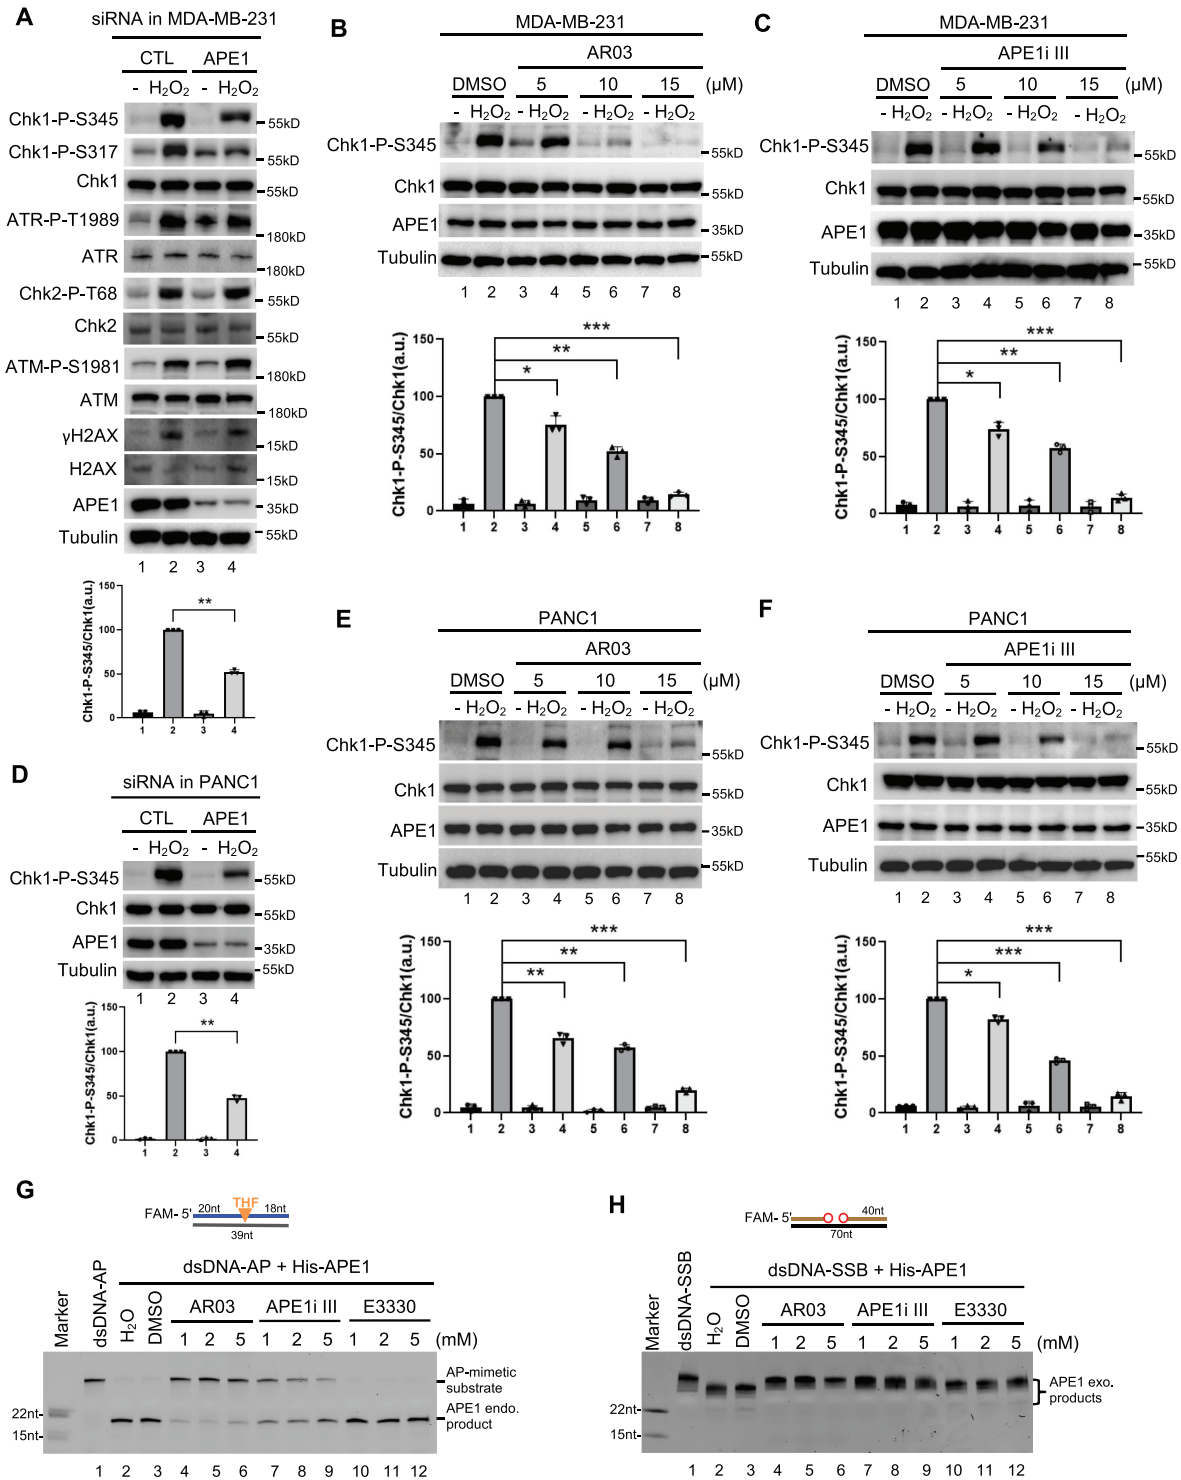 A
siRNA in MDA-MB-231
CTL APE1
- H₂O₂ - H₂O₂
Chk1-P-S345
55kD
Chk1-P-S317
55kD
Chk1
55kD
ATR-P-T1989
180kD
ATR
180kD
Chk2-P-T68
55kD
Chk2
55kD
ATM-P-S1981
180kD
ATM
180kD
γH2AX
15kD
H2AX
15kD
APE1
35kD
Tubulin
55kD
1 2 3 4
Chk1-P-S345/Chk1(a.u.)
150
100
50
0
**
1 2 3 4
B
MDA-MB-231
AR03
DMSO 5 10 15 (μM)
- H₂O₂ - H₂O₂ - H₂O₂ - H₂O₂
Chk1-P-S345
55kD
Chk1
55kD
APE1
35kD
Tubulin
55kD
1 2 3 4 5 6 7 8
Chk1-P-S345/Chk1(a.u.)
150
100
50
0
***
**
*
1 2 3 4 5 6 7 8
C
MDA-MB-231
APE1i III
DMSO 5 10 15 (μM)
- H₂O₂ - H₂O₂ - H₂O₂ - H₂O₂
Chk1-P-S345
55kD
Chk1
55kD
APE1
35kD
Tubulin
55kD
1 2 3 4 5 6 7 8
Chk1-P-S345/Chk1(a.u.)
150
100
50
0
***
**
*
1 2 3 4 5 6 7 8
D
siRNA in PANC1
CTL APE1
- H₂O₂ - H₂O₂
Chk1-P-S345
55kD
Chk1
55kD
APE1
35kD
Tubulin
55kD
1 2 3 4
Chk1-P-S345/Chk1(a.u.)
150
100
50
0
**
1 2 3 4
E
PANC1
AR03
DMSO 5 10 15 (μM)
- H₂O₂ - H₂O₂ - H₂O₂ - H₂O₂
Chk1-P-S345
55kD
Chk1
55kD
APE1
35kD
Tubulin
55kD
1 2 3 4 5 6 7 8
Chk1-P-S345/Chk1(a.u.)
150
100
50
0
***
**
**
1 2 3 4 5 6 7 8
F
PANC1
APE1i III
DMSO 5 10 15 (μM)
- H₂O₂ - H₂O₂ - H₂O₂ - H₂O₂
Chk1-P-S345
55kD
Chk1
55kD
APE1
35kD
Tubulin
55kD
1 2 3 4 5 6 7 8
Chk1-P-S345/Chk1(a.u.)
150
100
50
0
***
***
*
1 2 3 4 5 6 7 8
G
THF
20nt 18nt
FAM- 5'
39nt
dsDNA-AP + His-APE1
Marker
dsDNA-AP
H₂O
DMSO
AR03 APE1i III E3330
1 2 5 1 2 5 1 2 5 (mM)
AP-mimetic
substrate
APE1 endo.
product
22nt
15nt
1 2 3 4 5 6 7 8 9 10 11 12
H
40nt
FAM- 5'
70nt
dsDNA-SSB + His-APE1
Marker
dsDNA-SSB
H₂O
DMSO
AR03 APE1i III E3330
1 2 5 1 2 5 1 2 5 (mM)
APE1 exo.
products
22nt
15nt
1 2 3 4 5 6 7 8 9 10 11 12